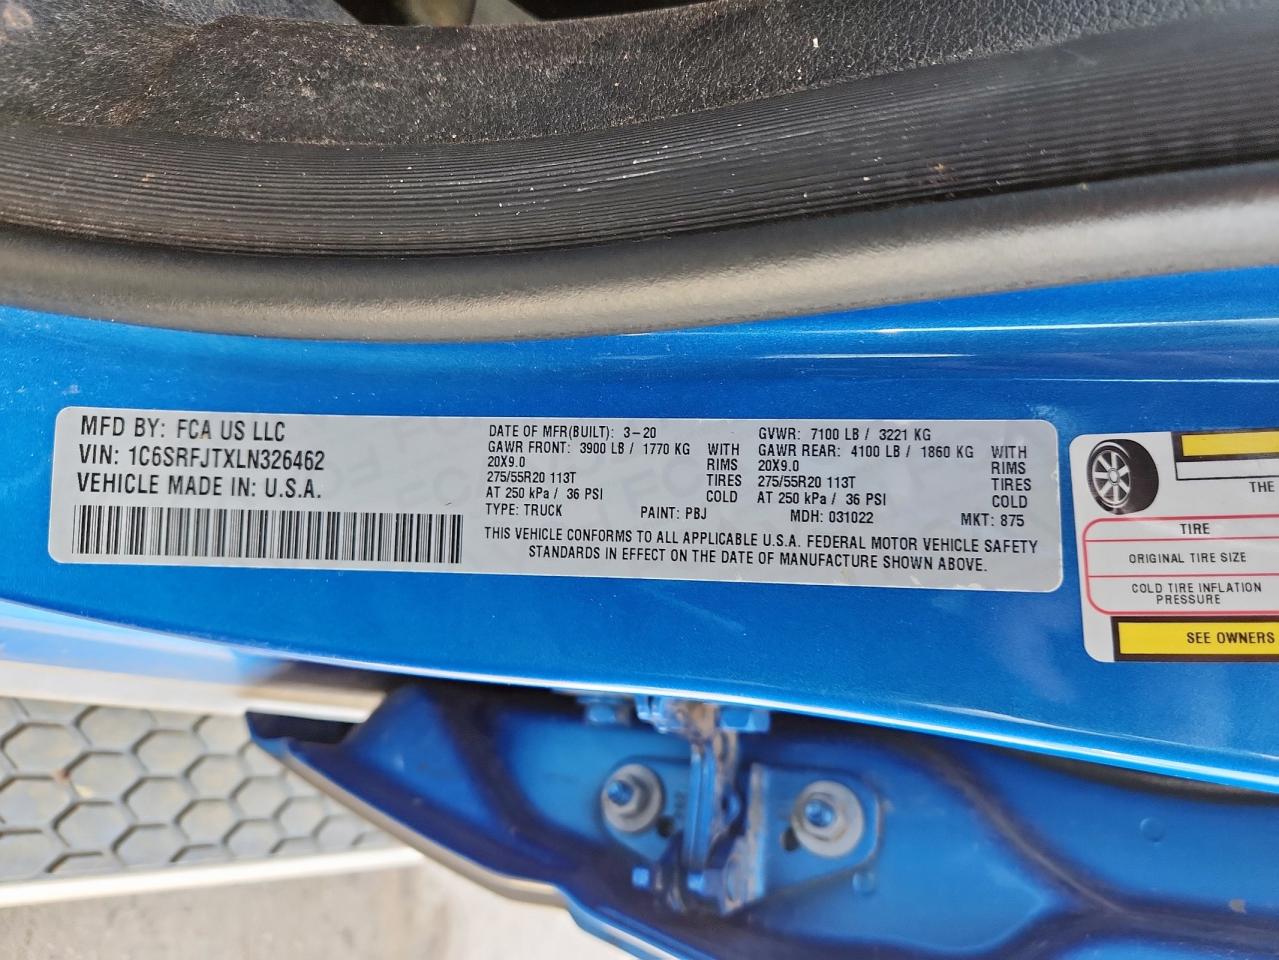 MFD BY: FCA US LLC
VIN: 1C6SRFJTXLN326462
VEHICLE MADE IN: U.S.A.
DATE OF MFR(BUILT): 3-20
GAWR FRONT: 3900 LB / 1770 KG WITH
20X9.0 RIMS
275/55R20 113T TIRES
AT 250 kPa / 36 PSI COLD
GVWR: 7100 LB / 3221 KG
GAWR REAR: 4100 LB / 1860 KG WITH
20X9.0 RIMS
275/55R20 113T TIRES
AT 250 kPa / 36 PSI COLD
TYPE: TRUCK PAINT: PBJ MDH: 031022 MKT: 875
THIS VEHICLE CONFORMS TO ALL APPLICABLE U.S.A. FEDERAL MOTOR VEHICLE SAFETY
STANDARDS IN EFFECT ON THE DATE OF MANUFACTURE SHOWN ABOVE.
THE
TIRE
ORIGINAL TIRE SIZE
COLD TIRE INFLATION
PRESSURE
SEE OWNERS